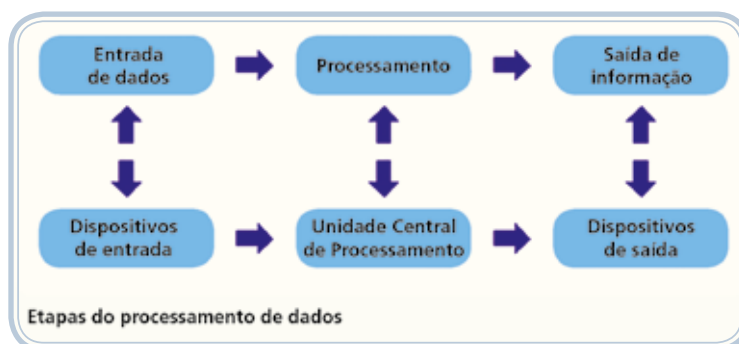 Entrada
de dados
Processamento
Saída de
informação
Dispositivos
de entrada
Unidade Central
de Processamento
Dispositivos
de saída
Etapas do processamento de dados